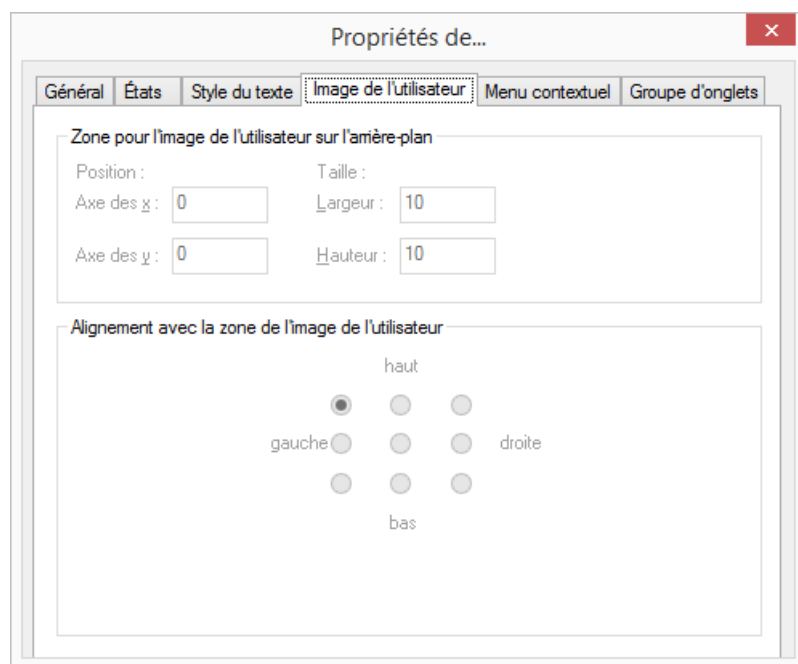 Propriétés de...
Général États Style du texte Image de l'utilisateur Menu contextuel Groupe d'onglets
Zone pour l'image de l'utilisateur sur l'arrière-plan
Position : Taille :
Axe des x : 0 Largeur : 10
Axe des y : 0 Hauteur : 10
Alignement avec la zone de l'image de l'utilisateur
haut
gauche droite
bas